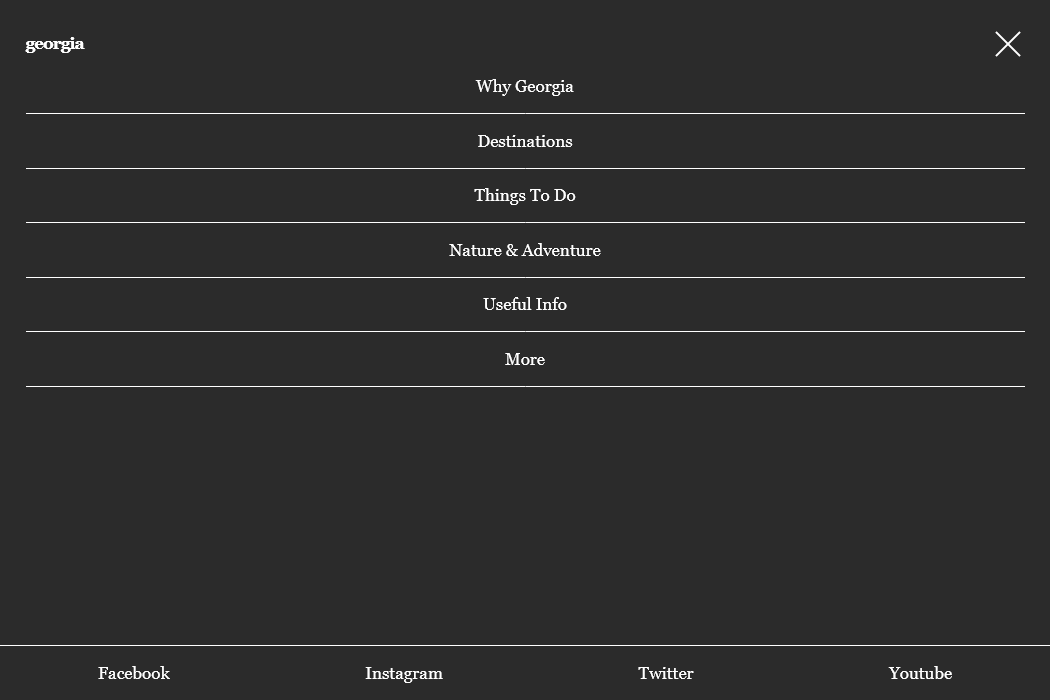 georgia
Why Georgia
Destinations
Things To Do
Nature & Adventure
Useful Info
More
Facebook Instagram Twitter Youtube